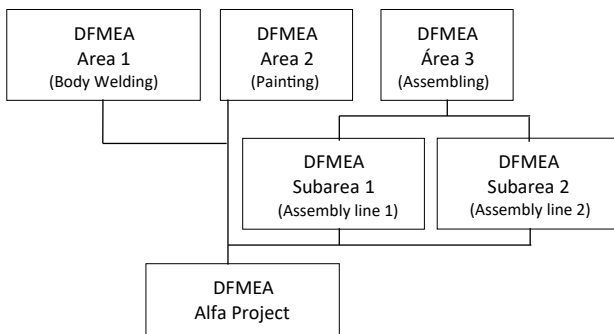 DFMEA
Area 1
(Body Welding)
DFMEA
Area 2
(Painting)
DFMEA
Área 3
(Assembling)
DFMEA
Subarea 1
(Assembly line 1)
DFMEA
Subarea 2
(Assembly line 2)
DFMEA
Alfa Project